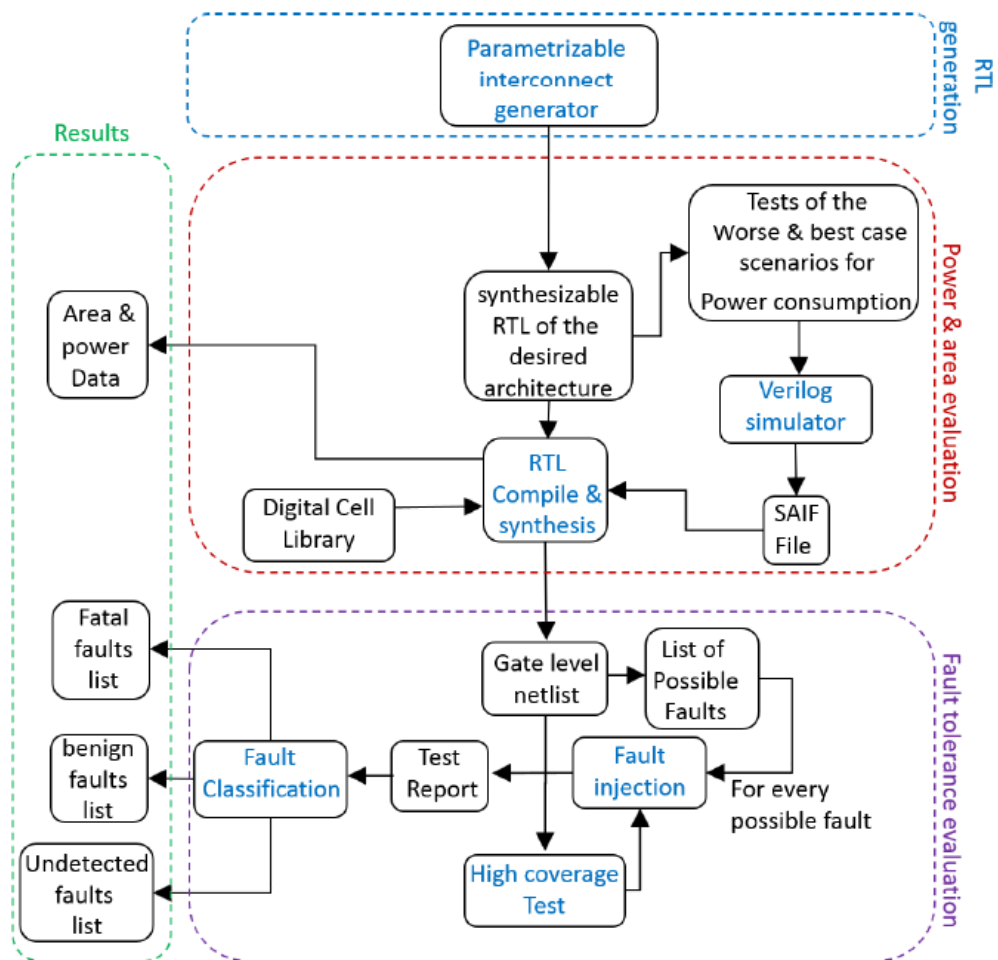 RTL
generation
Parametrizable
interconnect
generator
Results
Power & area evaluation
Tests of the
Worse & best case
scenarios for
Power consumption
synthesizable
RTL of the
desired
architecture
Area &
power
Data
Verilog
simulator
RTL
Compile &
synthesis
Digital Cell
Library
SAIF
File
Fault tolerance evaluation
Fatal
faults
list
Gate level
netlist
List of
Possible
Faults
benign
faults
list
Fault
Classification
Test
Report
Fault
injection
For every
possible fault
Undetected
faults
list
High coverage
Test